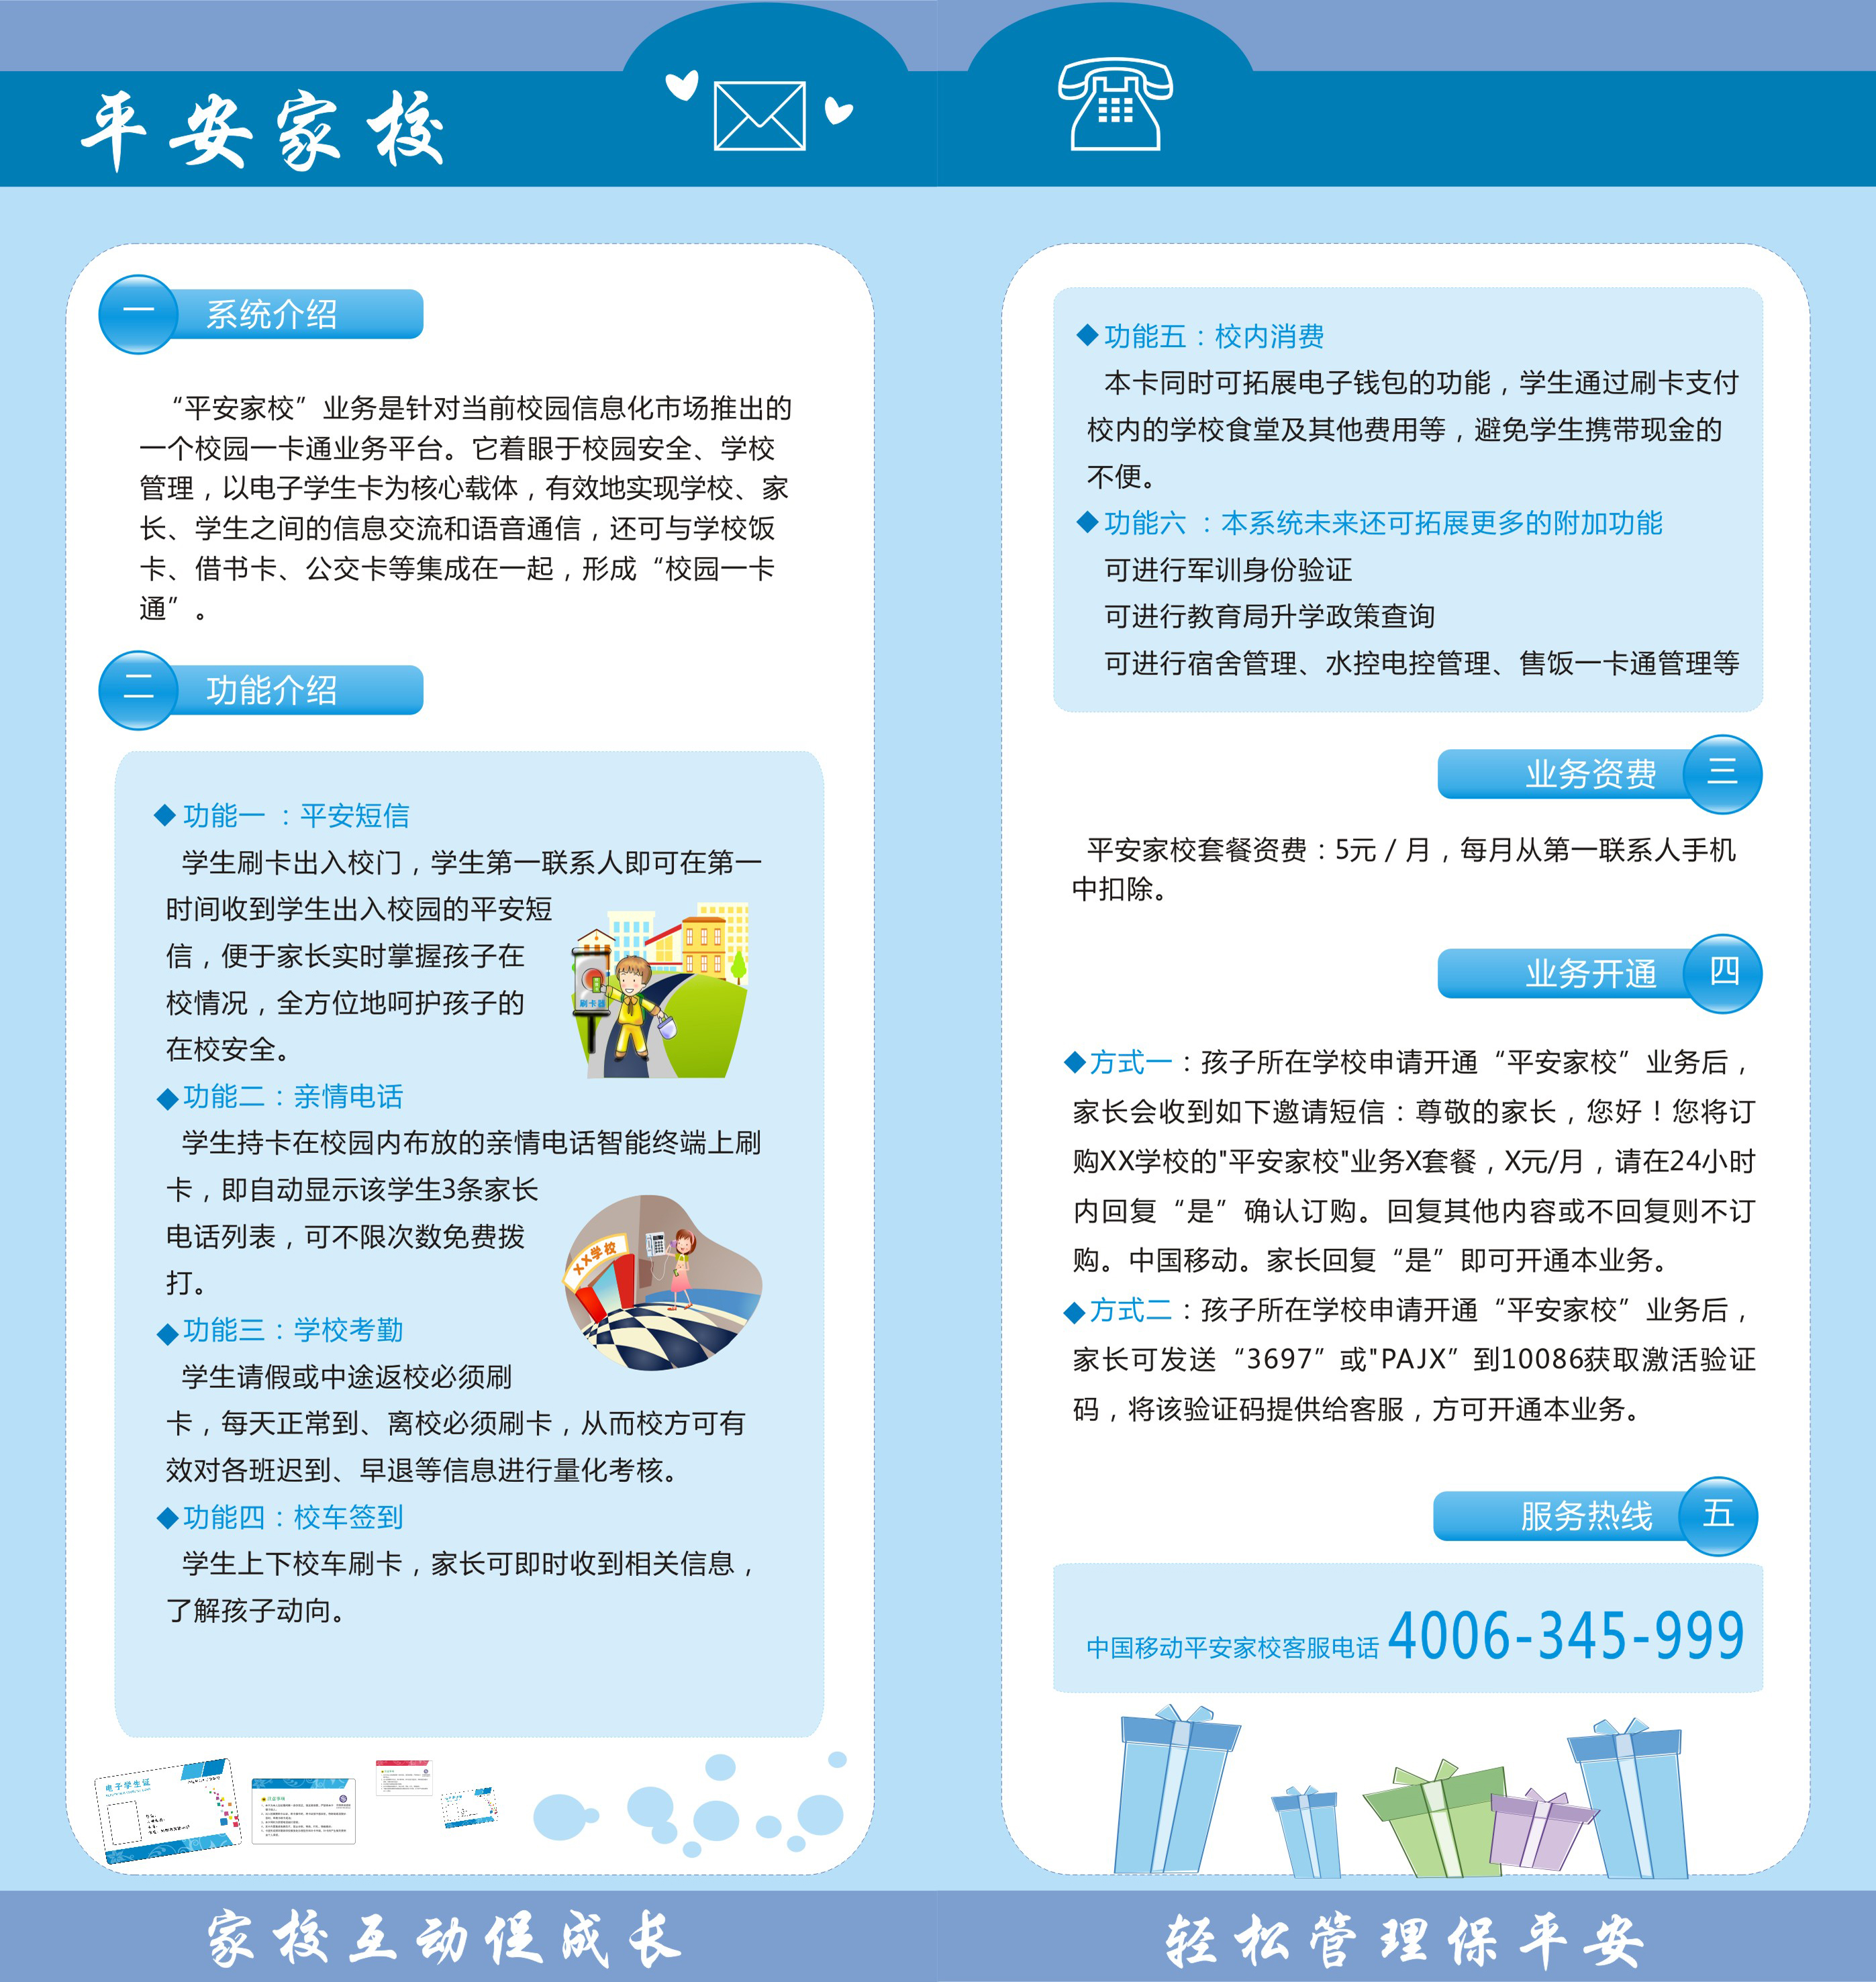 平安家校
一 系统介绍
“平安家校”业务是针对当前校园信息化市场推出的
一个校园一卡通业务平台。它着眼于校园安全、学校
管理，以电子学生卡为核心载体，有效地实现学校、家
长、学生之间的信息交流和语音通信，还可与学校饭
卡、借书卡、公交卡等集成在一起，形成“校园一卡
通”。
二 功能介绍
功能一 ：平安短信
学生刷卡出入校门，学生第一联系人即可在第一
时间收到学生出入校园的平安短
信，便于家长实时掌握孩子在
校情况，全方位地呵护孩子的
在校安全。
刷卡器
功能二：亲情电话
学生持卡在校园内布放的亲情电话智能终端上刷
卡，即自动显示该学生3条家长
电话列表，可不限次数免费拨
打。
XX学校
功能三：学校考勤
学生请假或中途返校必须刷
卡，每天正常到、离校必须刷卡，从而校方可有
效对各班迟到、早退等信息进行量化考核。
功能四：校车签到
学生上下校车刷卡，家长可即时收到相关信息，
了解孩子动向。
电子学生证
家校互动促成长
功能五：校内消费
本卡同时可拓展电子钱包的功能，学生通过刷卡支付
校内的学校食堂及其他费用等，避免学生携带现金的
不便。
功能六 ：本系统未来还可拓展更多的附加功能
可进行军训身份验证
可进行教育局升学政策查询
可进行宿舍管理、水控电控管理、售饭一卡通管理等
业务资费 三
平安家校套餐资费：5元 / 月，每月从第一联系人手机
中扣除。
业务开通 四
方式一：孩子所在学校申请开通“平安家校”业务后，
家长会收到如下邀请短信：尊敬的家长，您好！您将订
购XX学校的"平安家校"业务X套餐，X元/月，请在24小时
内回复“是”确认订购。回复其他内容或不回复则不订
购。中国移动。家长回复“是”即可开通本业务。
方式二：孩子所在学校申请开通“平安家校”业务后，
家长可发送“3697”或"PAJX”到10086获取激活验证
码，将该验证码提供给客服，方可开通本业务。
服务热线 五
中国移动平安家校客服电话 4006-345-999
轻松管理保平安